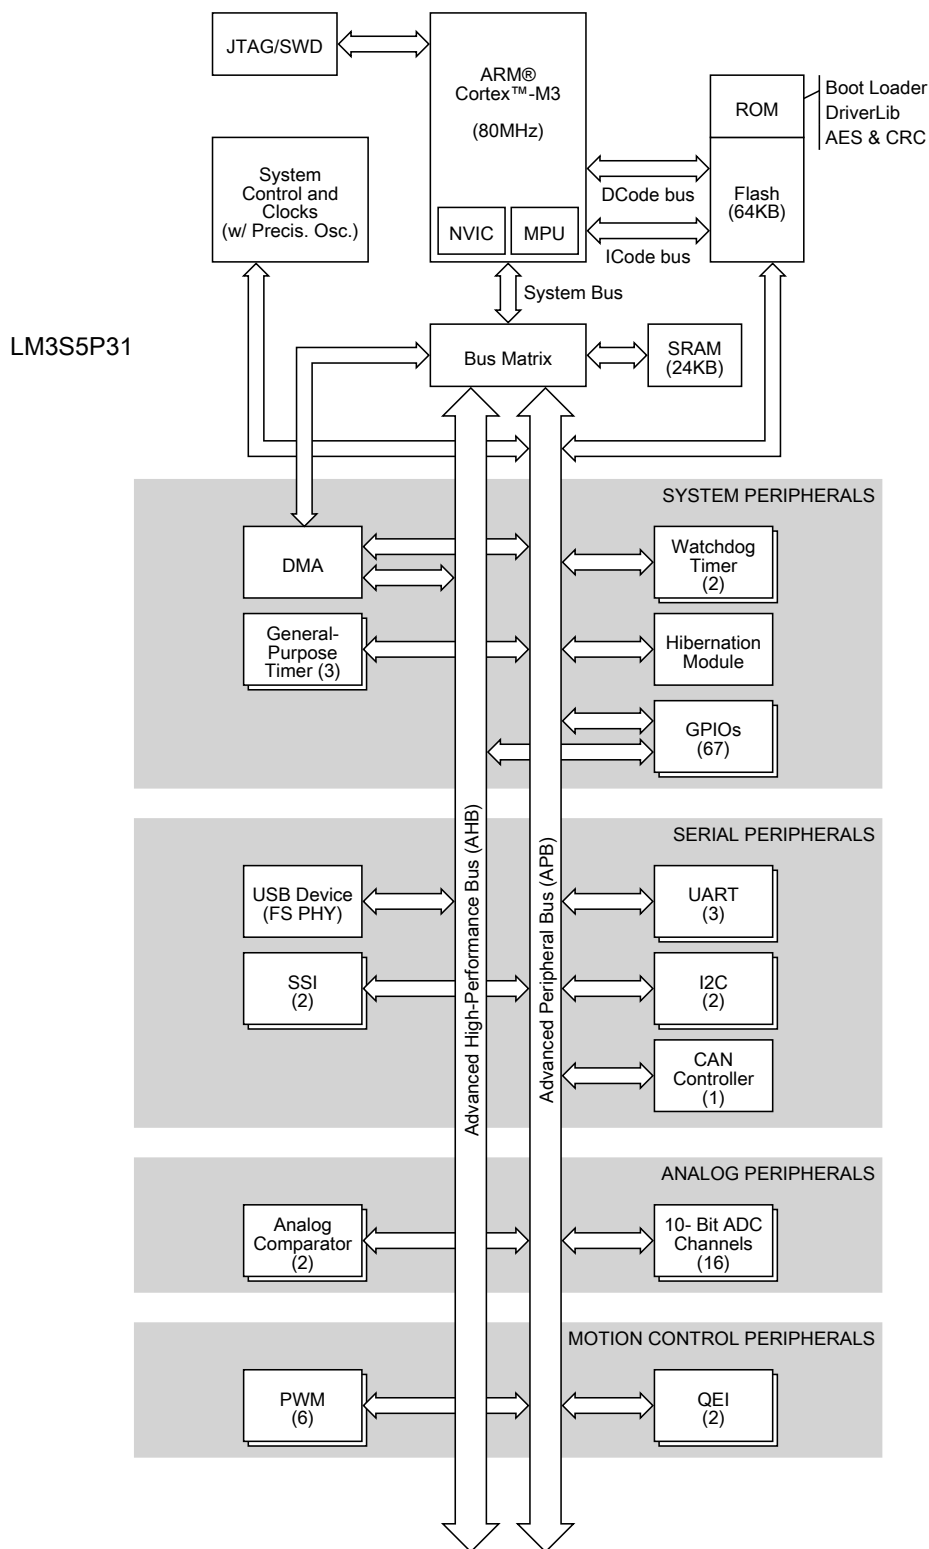 JTAG/SWD
ARM®
Cortex™-M3
(80MHz)
NVIC
MPU
ROM
Boot Loader
DriverLib
AES & CRC
System
Control and
Clocks
(w/ Precis. Osc.)
DCode bus
Flash
(64KB)
ICode bus
System Bus
LM3S5P31
Bus Matrix
SRAM
(24KB)
SYSTEM PERIPHERALS
DMA
Watchdog
Timer
(2)
General-
Purpose
Timer (3)
Hibernation
Module
GPIOs
(67)
Advanced High-Performance Bus (AHB)
Advanced Peripheral Bus (APB)
SERIAL PERIPHERALS
USB Device
(FS PHY)
UART
(3)
SSI
(2)
I2C
(2)
CAN
Controller
(1)
ANALOG PERIPHERALS
Analog
Comparator
(2)
10- Bit ADC
Channels
(16)
MOTION CONTROL PERIPHERALS
PWM
(6)
QEI
(2)